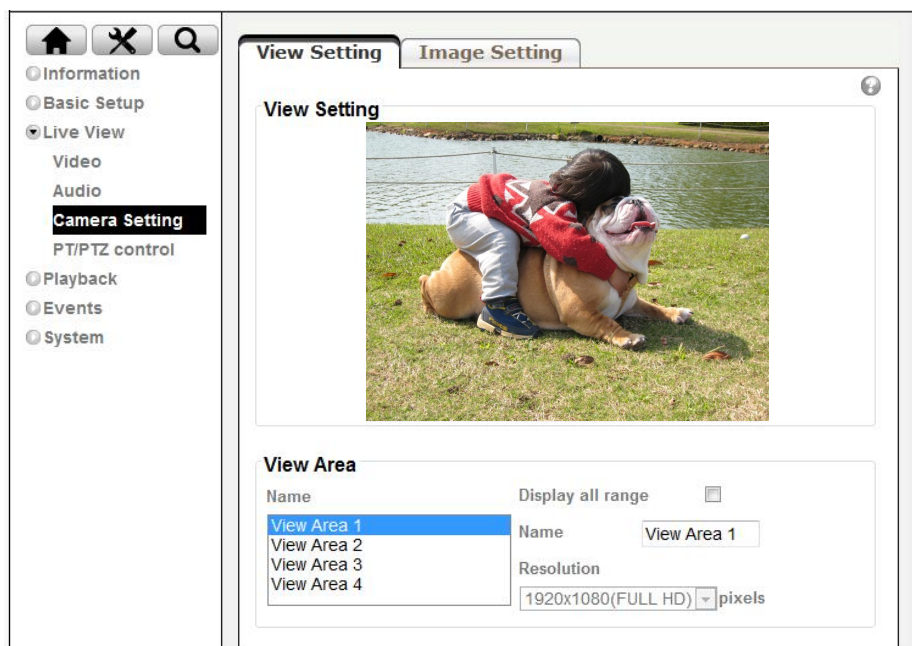 Information
Basic Setup
Live View
Video
Audio
Camera Setting
PT/PTZ control
Playback
Events
System
View Setting
Image Setting
View Setting
View Area
Name
View Area 1
View Area 2
View Area 3
View Area 4
Display all range
Name
View Area 1
Resolution
1920x1080(FULL HD) pixels